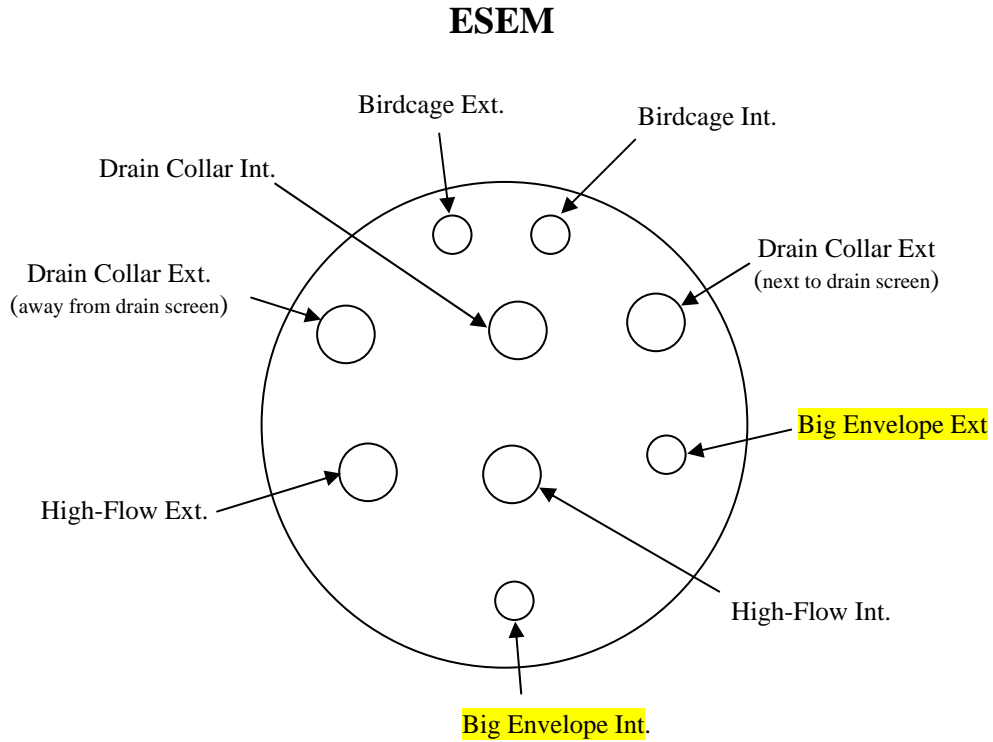 ESEM
Birdcage Ext.
Birdcage Int.
Drain Collar Int.
Drain Collar Ext
(next to drain screen)
Drain Collar Ext.
(away from drain screen)
Big Envelope Ext
High-Flow Ext.
High-Flow Int.
Big Envelope Int.